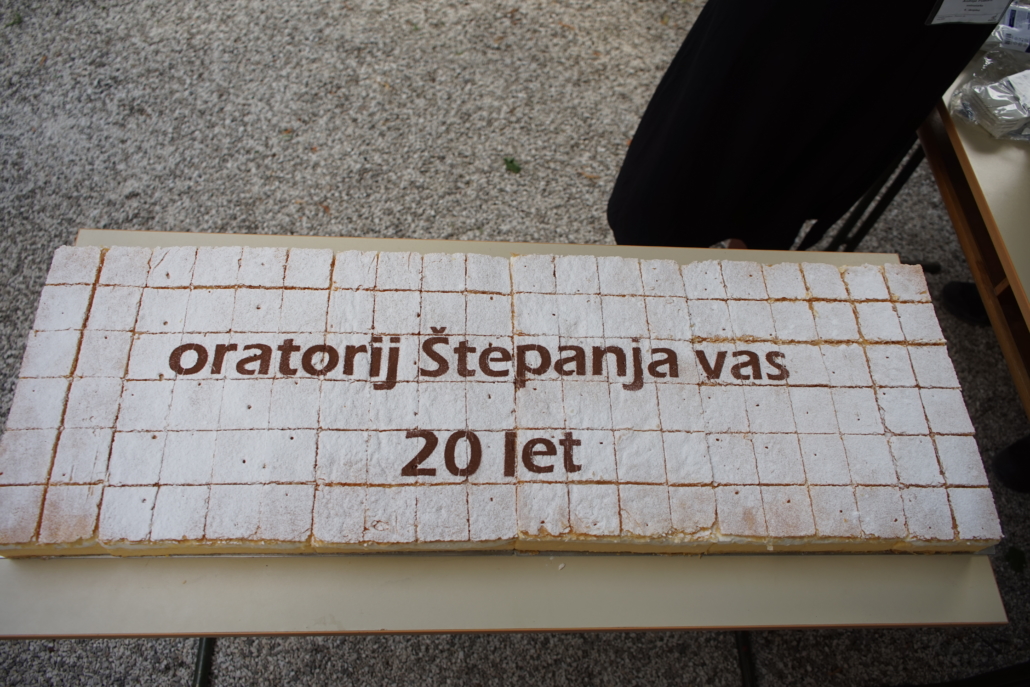 oratorij Štepanja vas
20 let